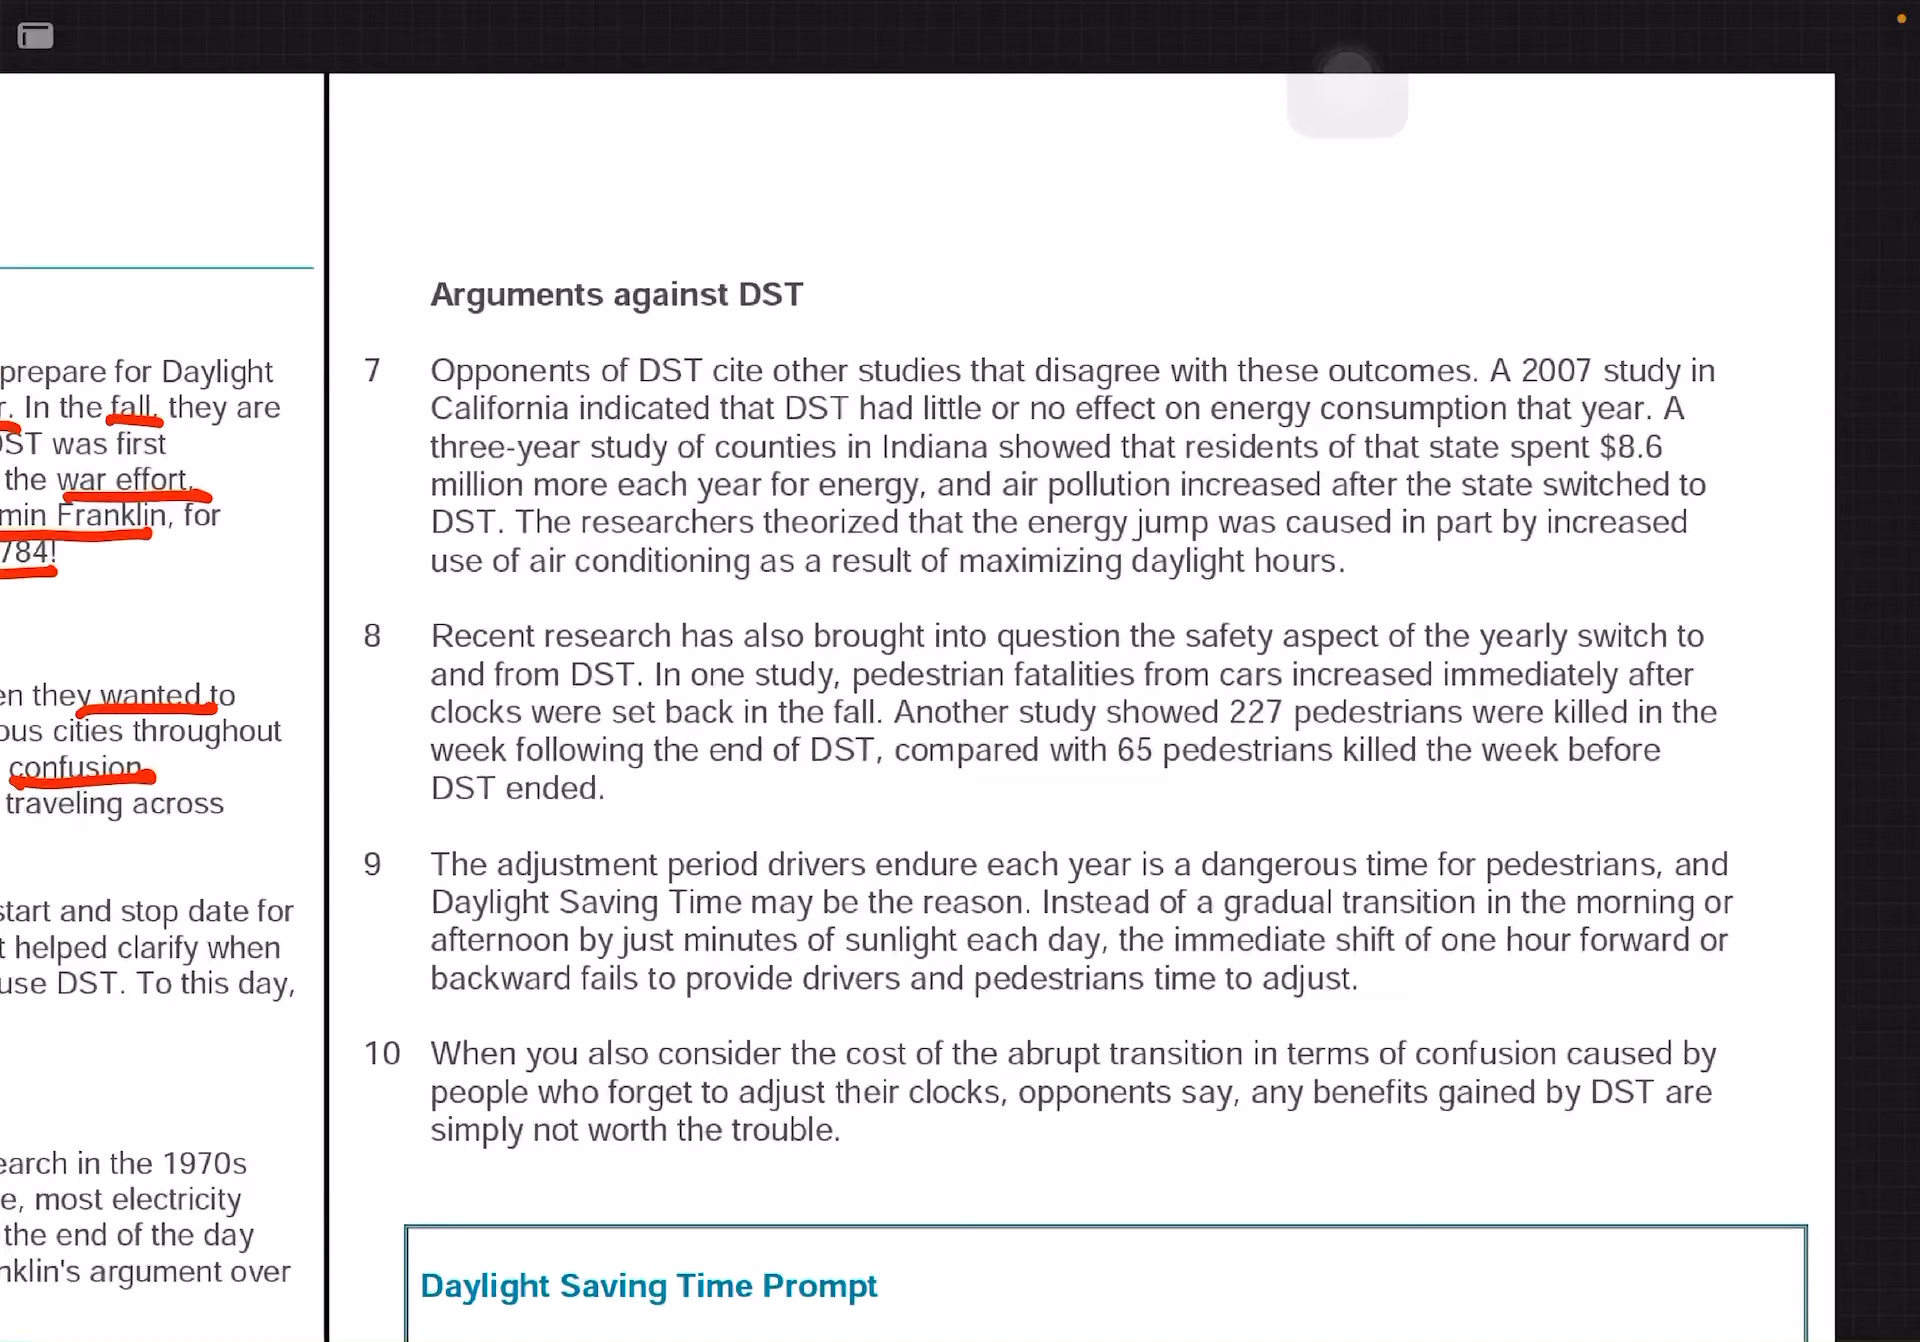 prepare for Daylight
r. In the fall, they are
DST was first
the war effort,
min Franklin, for
784!
en they wanted to
ous cities throughout
confusion
traveling across
start and stop date for
t helped clarify when
use DST. To this day,
earch in the 1970s
e, most electricity
the end of the day
nklin's argument over
Arguments against DST
7 Opponents of DST cite other studies that disagree with these outcomes. A 2007 study in
California indicated that DST had little or no effect on energy consumption that year. A
three-year study of counties in Indiana showed that residents of that state spent $8.6
million more each year for energy, and air pollution increased after the state switched to
DST. The researchers theorized that the energy jump was caused in part by increased
use of air conditioning as a result of maximizing daylight hours.
8 Recent research has also brought into question the safety aspect of the yearly switch to
and from DST. In one study, pedestrian fatalities from cars increased immediately after
clocks were set back in the fall. Another study showed 227 pedestrians were killed in the
week following the end of DST, compared with 65 pedestrians killed the week before
DST ended.
9 The adjustment period drivers endure each year is a dangerous time for pedestrians, and
Daylight Saving Time may be the reason. Instead of a gradual transition in the morning or
afternoon by just minutes of sunlight each day, the immediate shift of one hour forward or
backward fails to provide drivers and pedestrians time to adjust.
10 When you also consider the cost of the abrupt transition in terms of confusion caused by
people who forget to adjust their clocks, opponents say, any benefits gained by DST are
simply not worth the trouble.
Daylight Saving Time Prompt